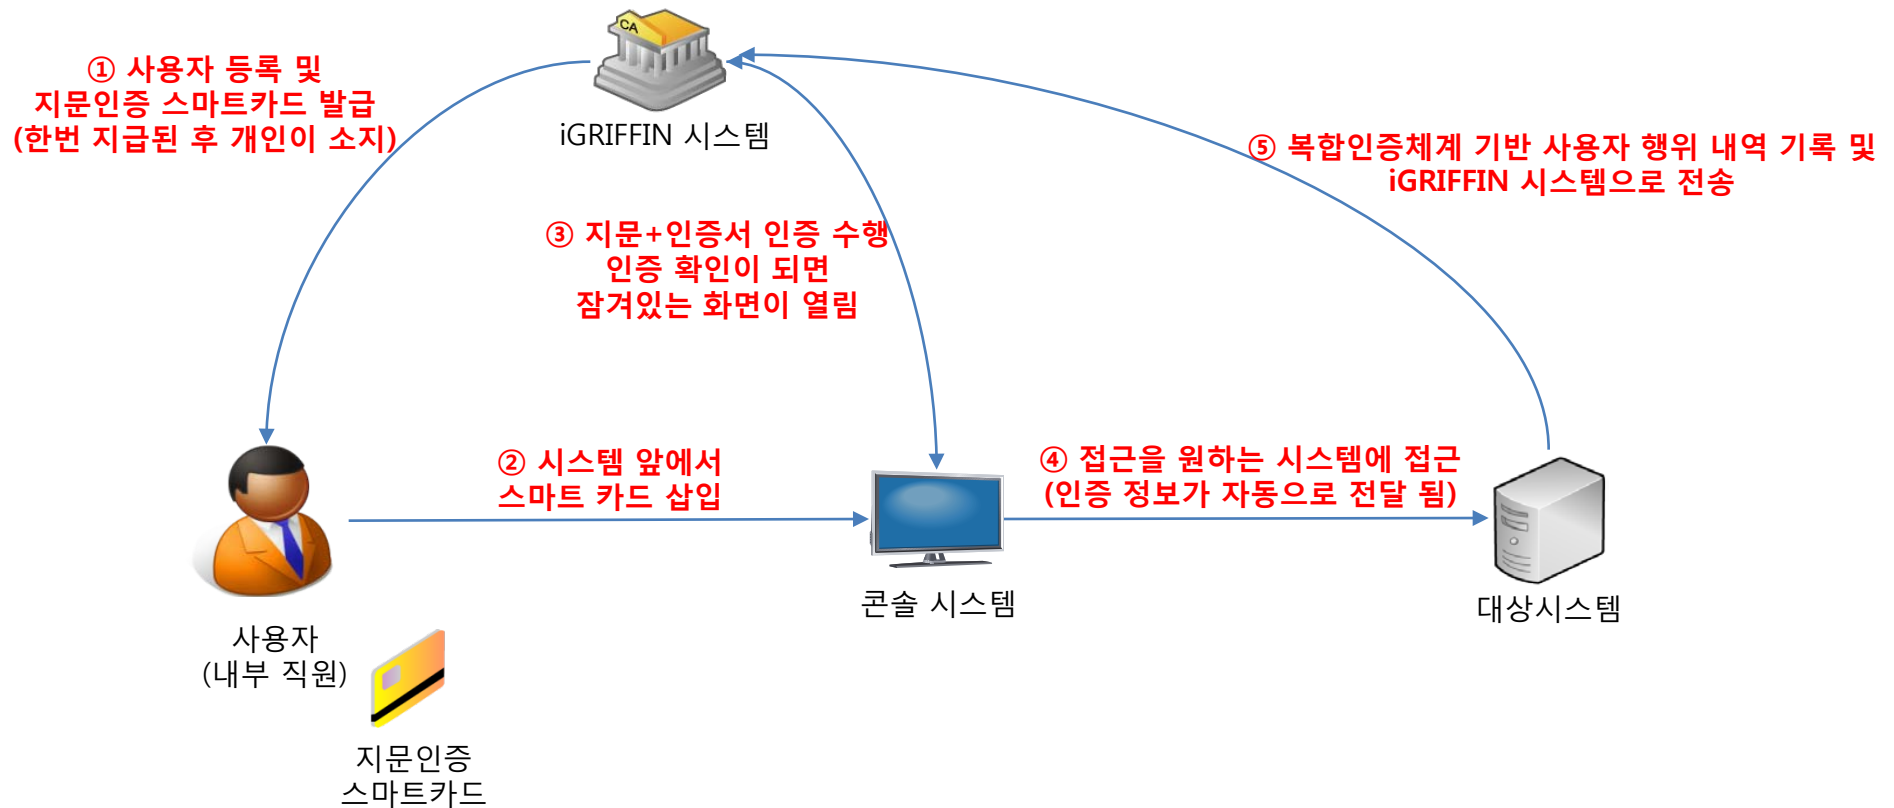 ① 사용자 등록 및
지문인증 스마트카드 발급
(한번 지급된 후 개인이 소지)
CA
iGRIFFIN 시스템
⑤ 복합인증체계 기반 사용자 행위 내역 기록 및
iGRIFFIN 시스템으로 전송
③ 지문+인증서 인증 수행
인증 확인이 되면
잠겨있는 화면이 열림
② 시스템 앞에서
스마트 카드 삽입
④ 접근을 원하는 시스템에 접근
(인증 정보가 자동으로 전달 됨)
콘솔 시스템
대상시스템
사용자
(내부 직원)
지문인증
스마트카드